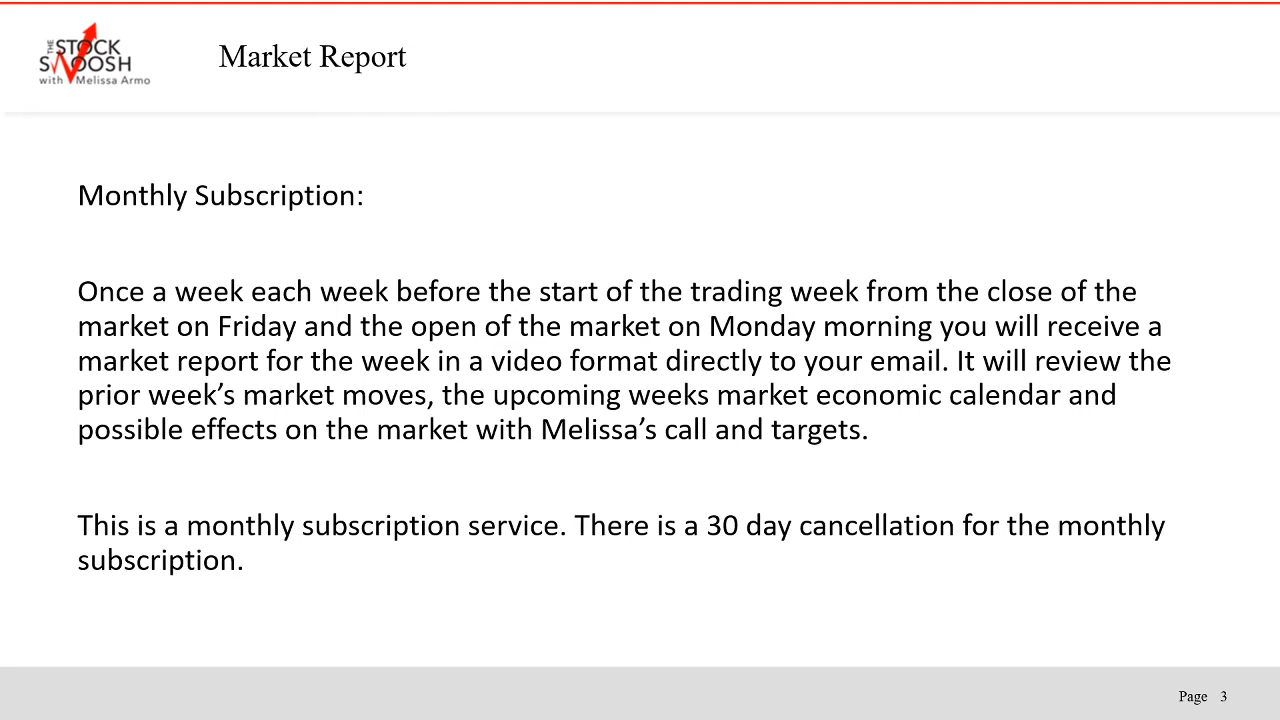 THE
STOCK
SWOOSH
with Melissa Armo
Market Report
Monthly Subscription:
Once a week each week before the start of the trading week from the close of the
market on Friday and the open of the market on Monday morning you will receive a
market report for the week in a video format directly to your email. It will review the
prior week’s market moves, the upcoming weeks market economic calendar and
possible effects on the market with Melissa’s call and targets.
This is a monthly subscription service. There is a 30 day cancellation for the monthly
subscription.
Page 3